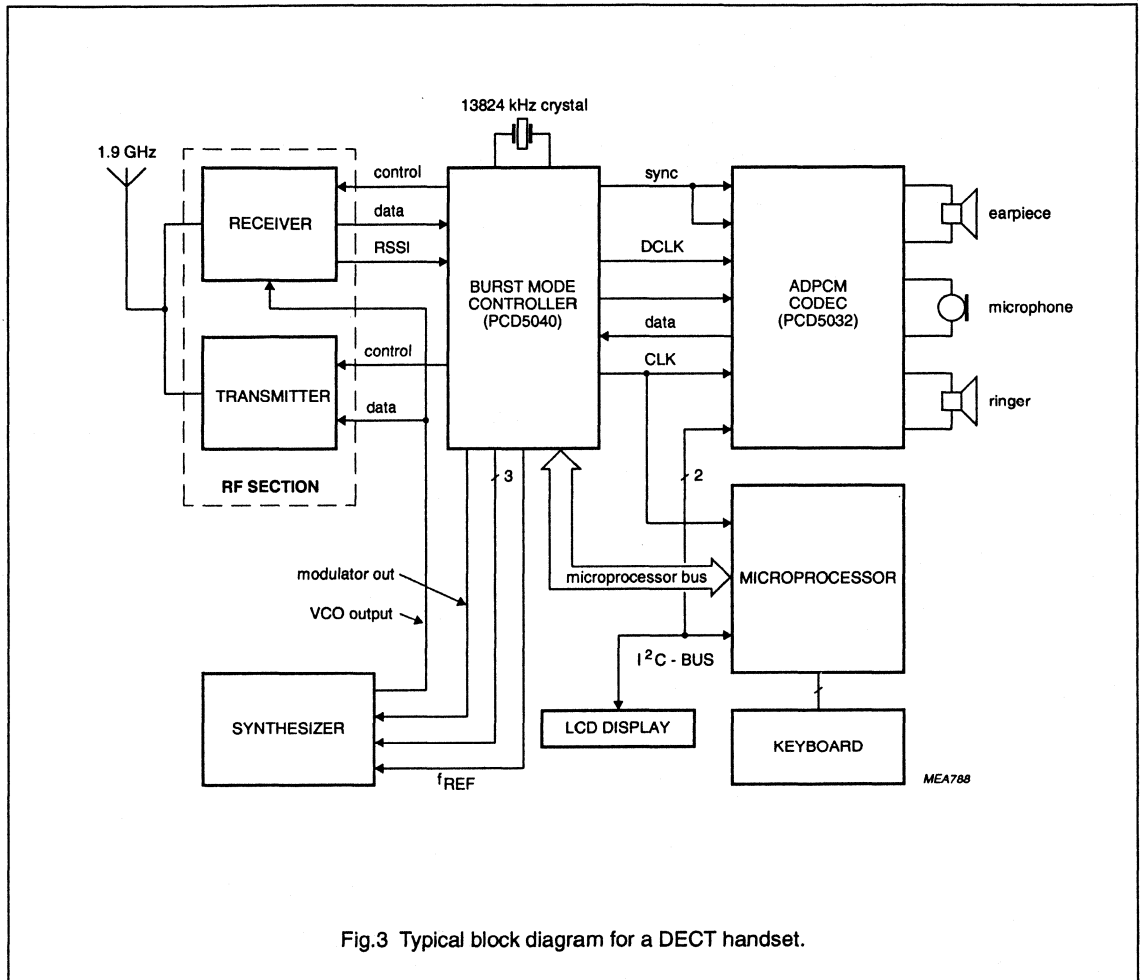 13824 kHz crystal
1.9 GHz
RECEIVER
control
data
RSSI
TRANSMITTER
control
data
RF SECTION
BURST MODE
CONTROLLER
(PCD5040)
sync
DCLK
data
CLK
ADPCM
CODEC
(PCD5032)
earpiece
microphone
ringer
3
2
modulator out
VCO output
microprocessor bus
MICROPROCESSOR
I2C - BUS
SYNTHESIZER
fREF
LCD DISPLAY
KEYBOARD
MEA788
Fig.3 Typical block diagram for a DECT handset.